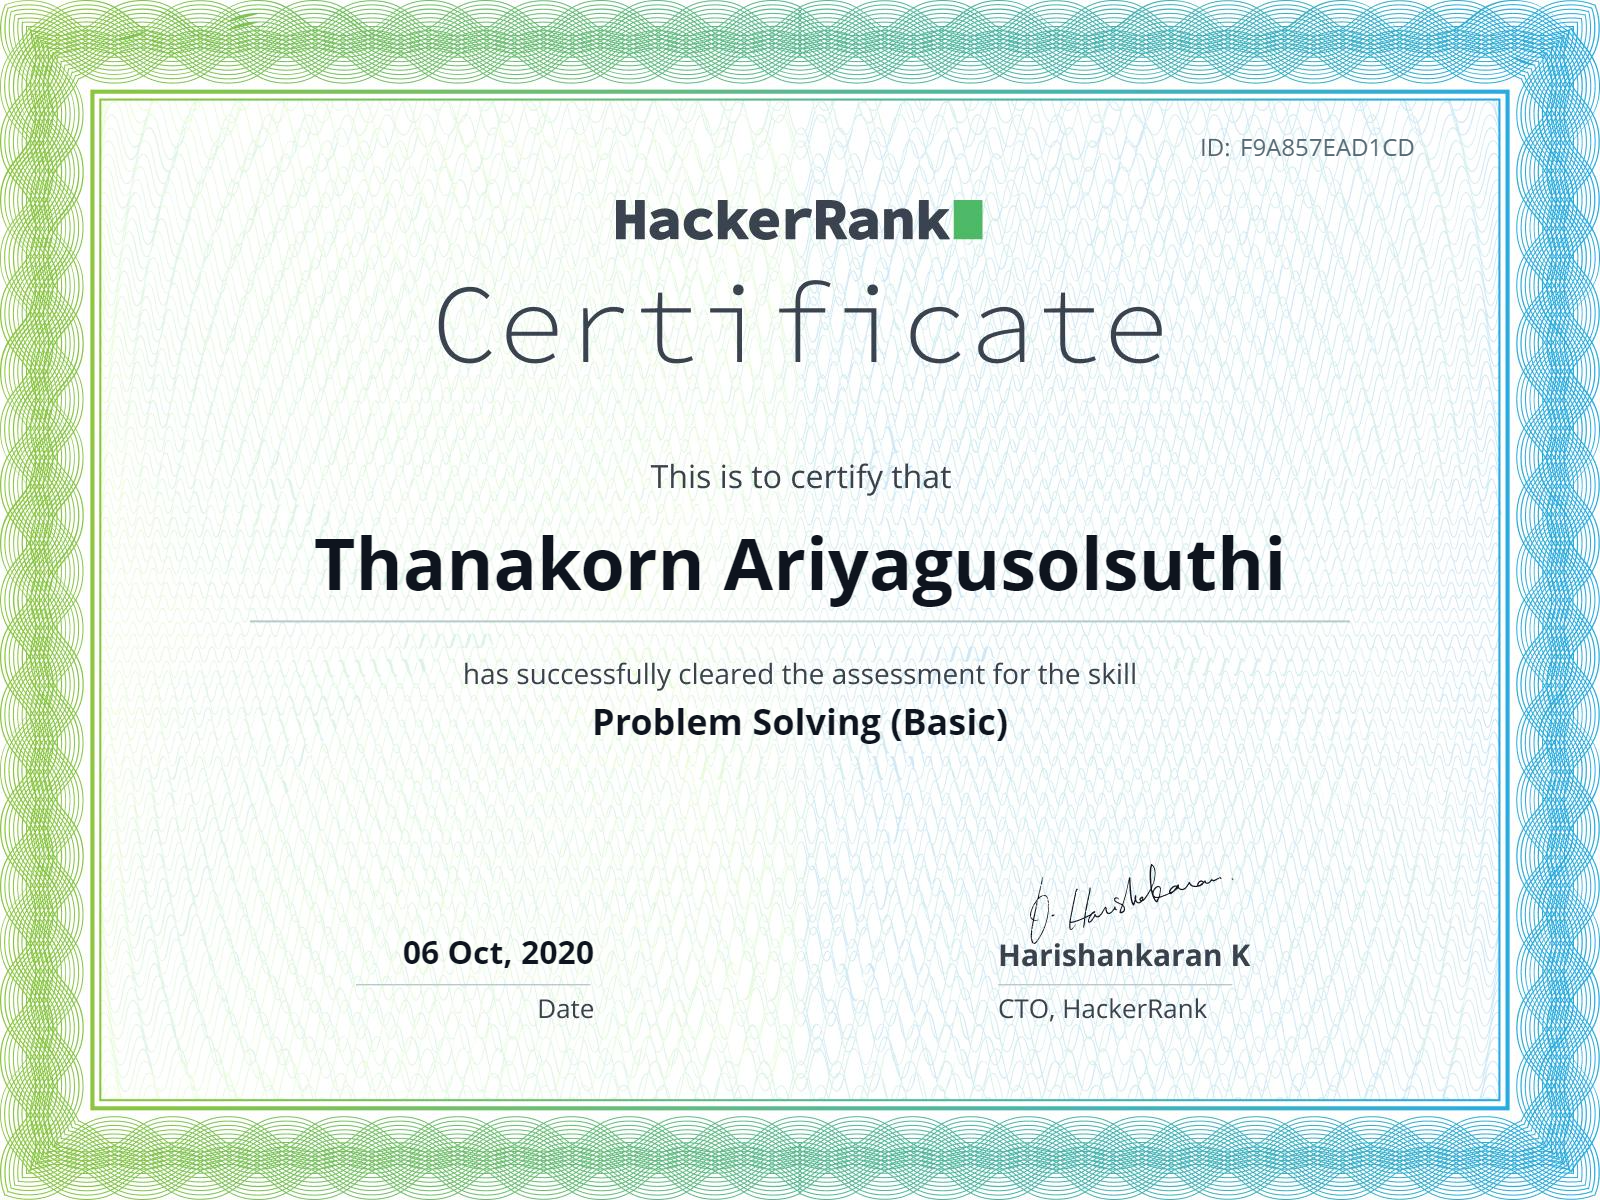 ID: F9A857EAD1CD
HackerRank
Certificate
This is to certify that
Thanakorn Ariyagusolsuthi
has successfully cleared the assessment for the skill
Problem Solving (Basic)
06 Oct, 2020
Date
Harishankaran K
CTO, HackerRank